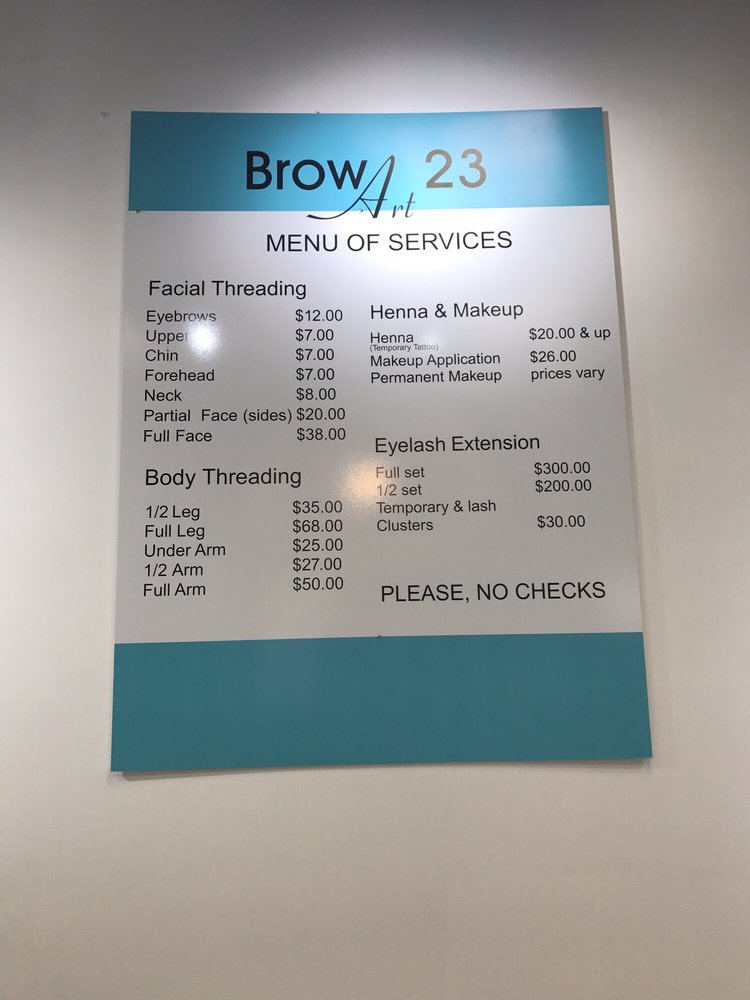 Brow Art 23
MENU OF SERVICES
Facial Threading
Eyebrows $12.00
Upper $7.00
Chin $7.00
Forehead $7.00
Neck $8.00
Partial Face (sides) $20.00
Full Face $38.00
Body Threading
1/2 Leg $35.00
Full Leg $68.00
Under Arm $25.00
1/2 Arm $27.00
Full Arm $50.00
Henna & Makeup
Henna $20.00 & up
(Temporary Tattoo)
Makeup Application $26.00
Permanent Makeup prices vary
Eyelash Extension
Full set $300.00
1/2 set $200.00
Temporary & lash
Clusters $30.00
PLEASE, NO CHECKS